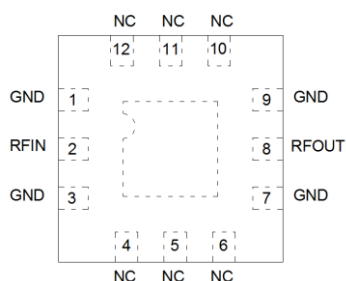 NC NC NC
12 11 10
GND 1 9 GND
RFIN 2 8 RFOUT
GND 3 7 GND
4 5 6
NC NC NC